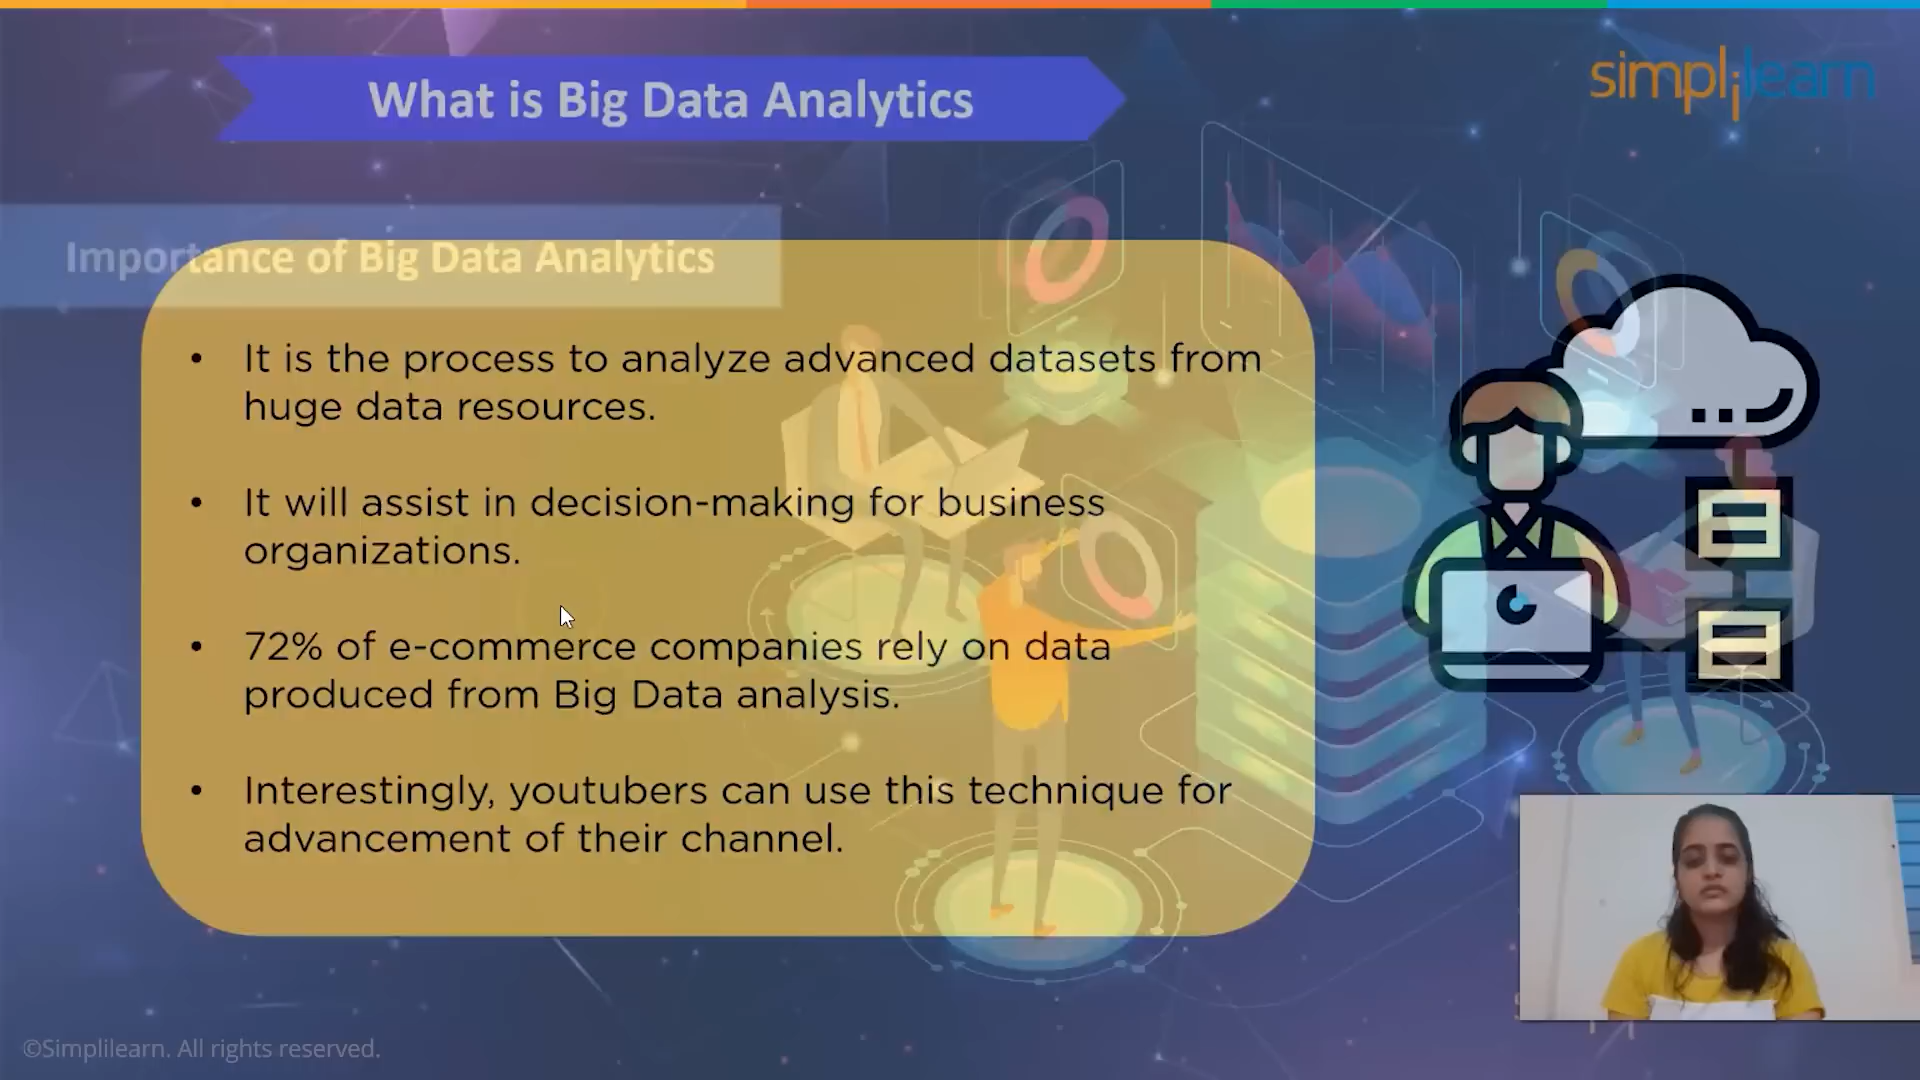 What is Big Data Analytics
simplilearn
Importance of Big Data Analytics
• It is the process to analyze advanced datasets from
huge data resources.
• It will assist in decision-making for business
organizations.
• 72% of e-commerce companies rely on data
produced from Big Data analysis.
• Interestingly, youtubers can use this technique for
advancement of their channel.
©Simplilearn. All rights reserved.